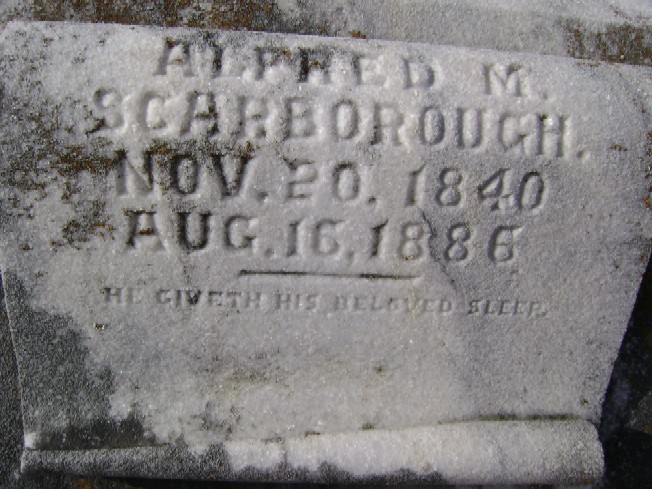 ALFRED M.
SCARBOROUGH.
NOV. 20, 1840
AUG. 16, 1886
HE GIVETH HIS BELOVED SLEEP.